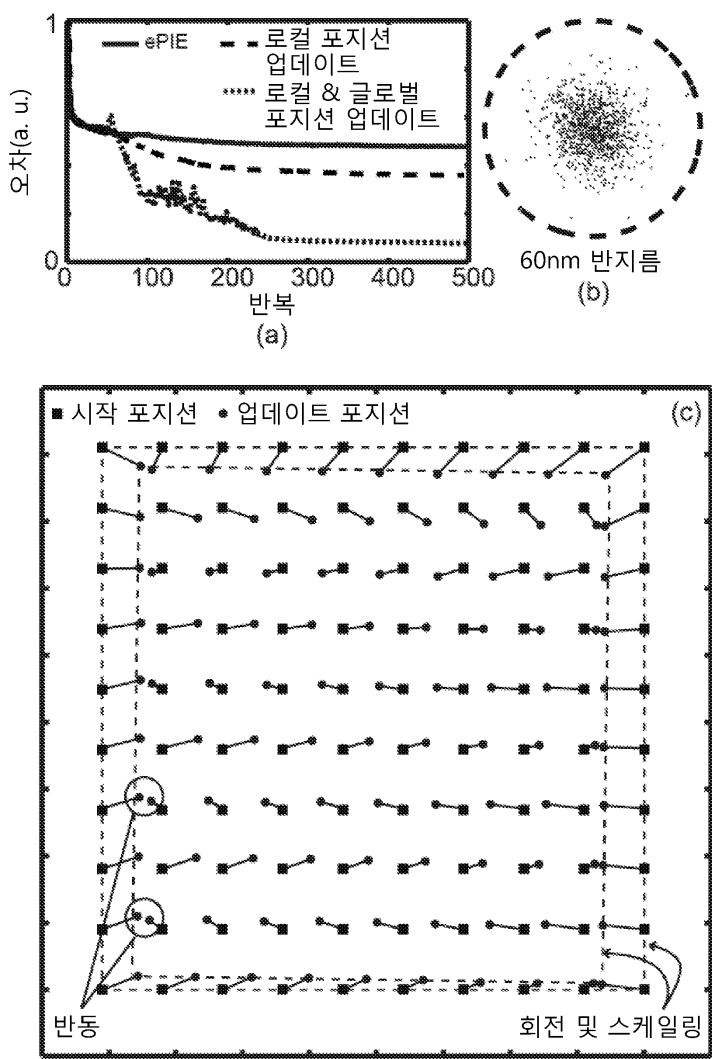 1
ePIE
로컬 포지션
업데이트
로컬 & 글로벌
포지션 업데이트
오차(a. u.)
0
0 100 200 300 400 500
반복
(a)
60nm 반지름
(b)
시작 포지션 업데이트 포지션 (c)
반동
회전 및 스케일링